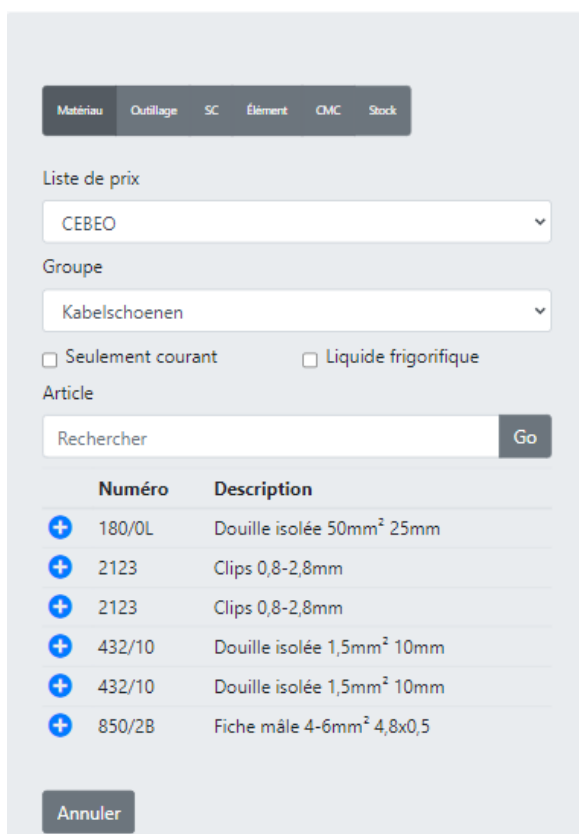 Matériau Outillage SC Élément CMC Stock
Liste de prix
CEBEO
Groupe
Kabelschoenen
Seulement courant Liquide frigorifique
Article
Rechercher Go
Numéro Description
180/0L Douille isolée 50mm² 25mm
2123 Clips 0,8-2,8mm
2123 Clips 0,8-2,8mm
432/10 Douille isolée 1,5mm² 10mm
432/10 Douille isolée 1,5mm² 10mm
850/2B Fiche mâle 4-6mm² 4,8x0,5
Annuler